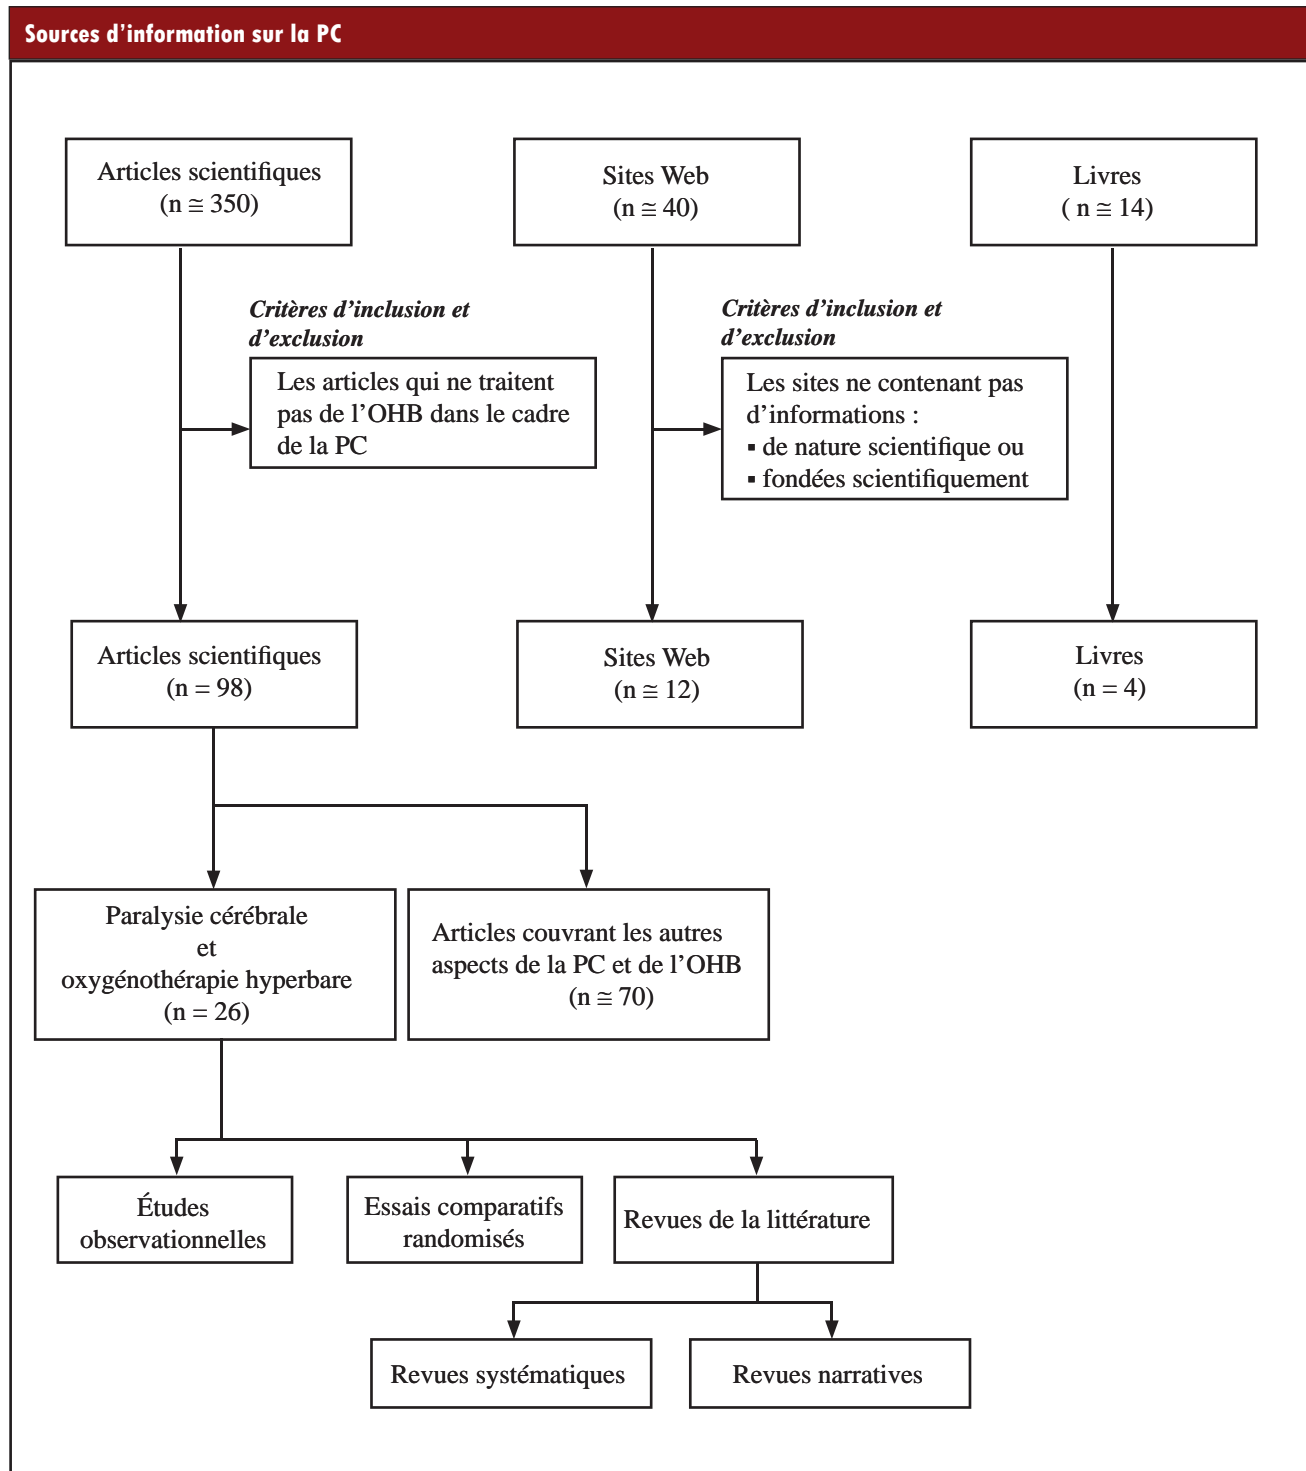 Sources d'information sur la PC
Articles scientifiques
(n ≅ 350)
Sites Web
(n ≅ 40)
Livres
( n ≅ 14)
Critères d'inclusion et
d'exclusion
Les articles qui ne traitent
pas de l'OHB dans le cadre
de la PC
Critères d'inclusion et
d'exclusion
Les sites ne contenant pas
d'informations :
▪ de nature scientifique ou
▪ fondées scientifiquement
Articles scientifiques
(n = 98)
Sites Web
(n ≅ 12)
Livres
(n = 4)
Paralysie cérébrale
et
oxygénothérapie hyperbare
(n = 26)
Articles couvrant les autres
aspects de la PC et de l'OHB
(n ≅ 70)
Études
observationnelles
Essais comparatifs
randomisés
Revues de la littérature
Revues systématiques
Revues narratives